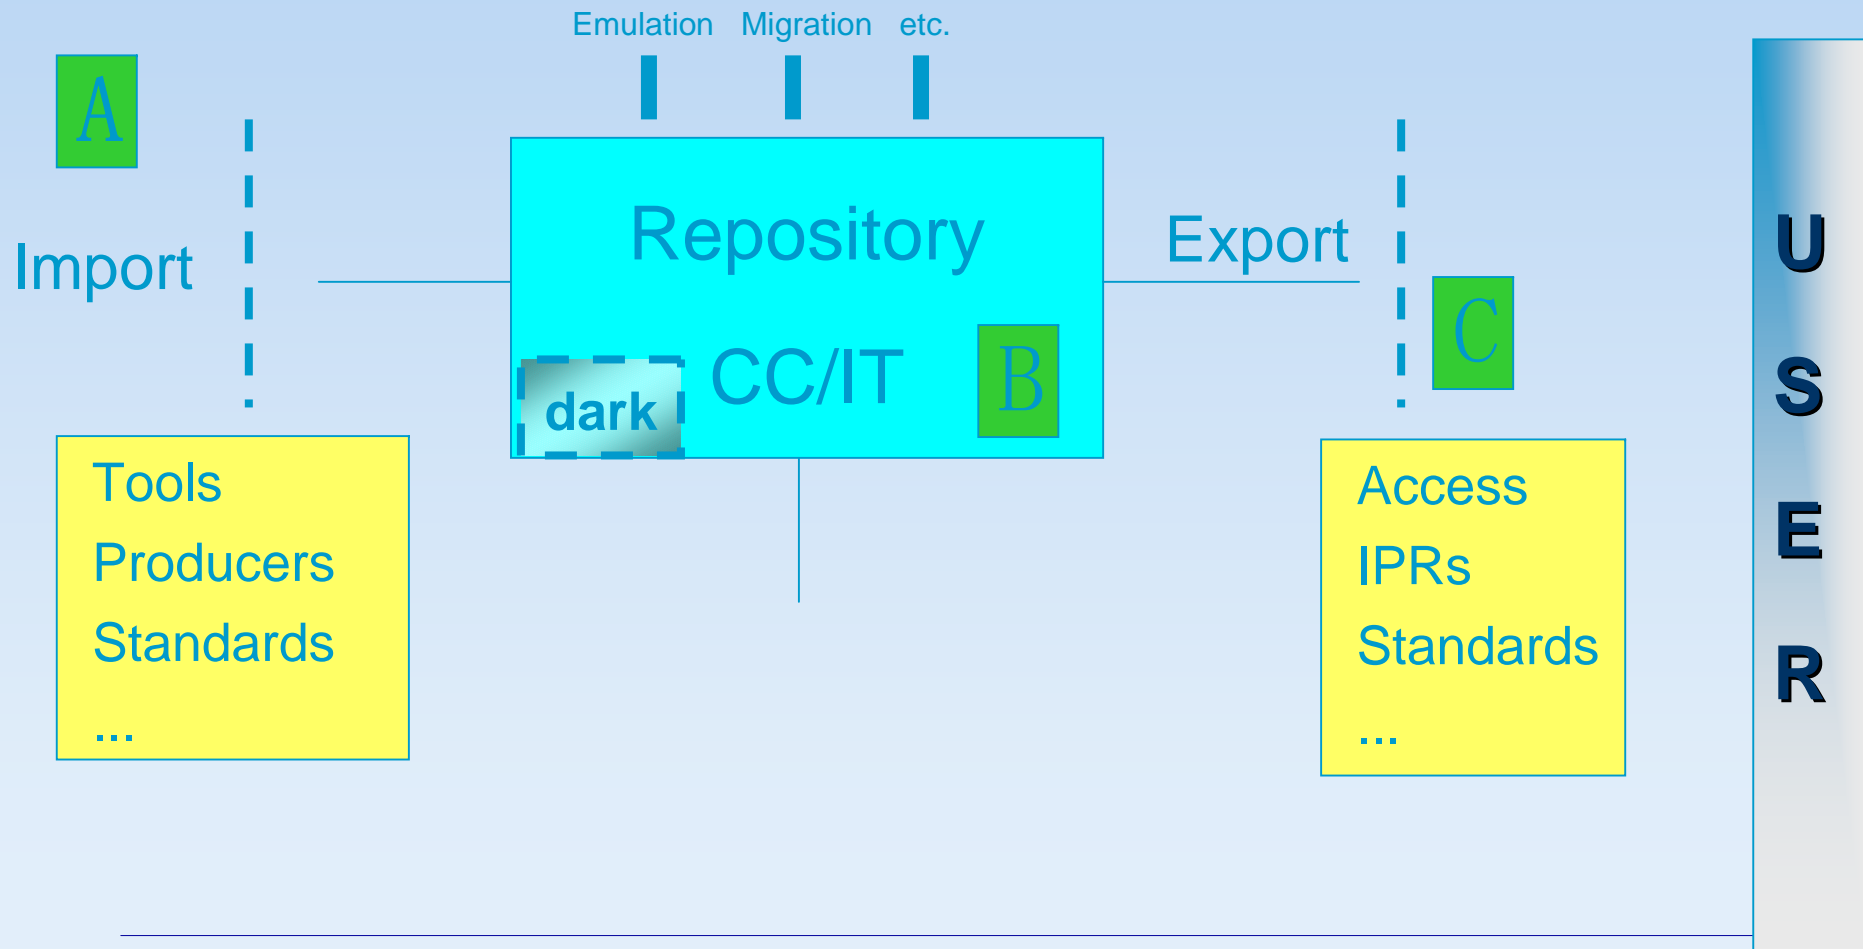 Emulation Migration etc.
A
Import
Repository
Export
CC/IT
B
C
dark
Tools
Producers
Standards
...
Access
IPRs
Standards
...
U
S
E
R